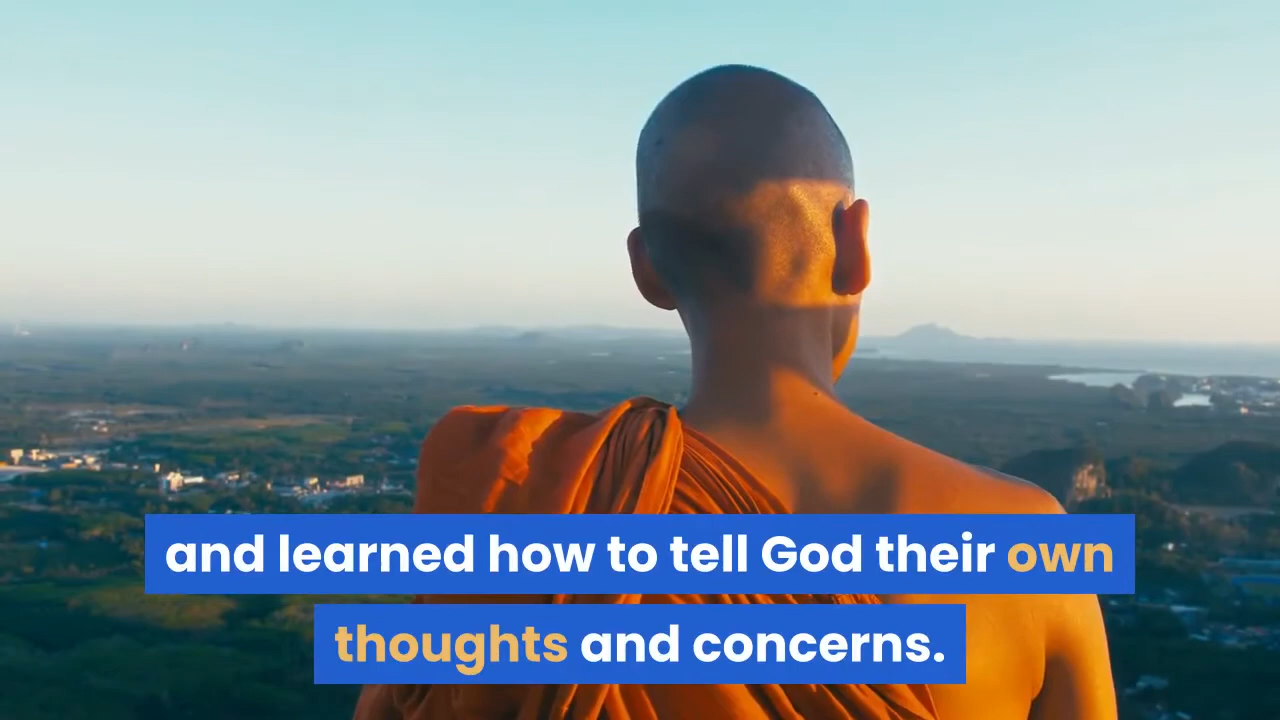 and learned how to tell God their own
thoughts and concerns.